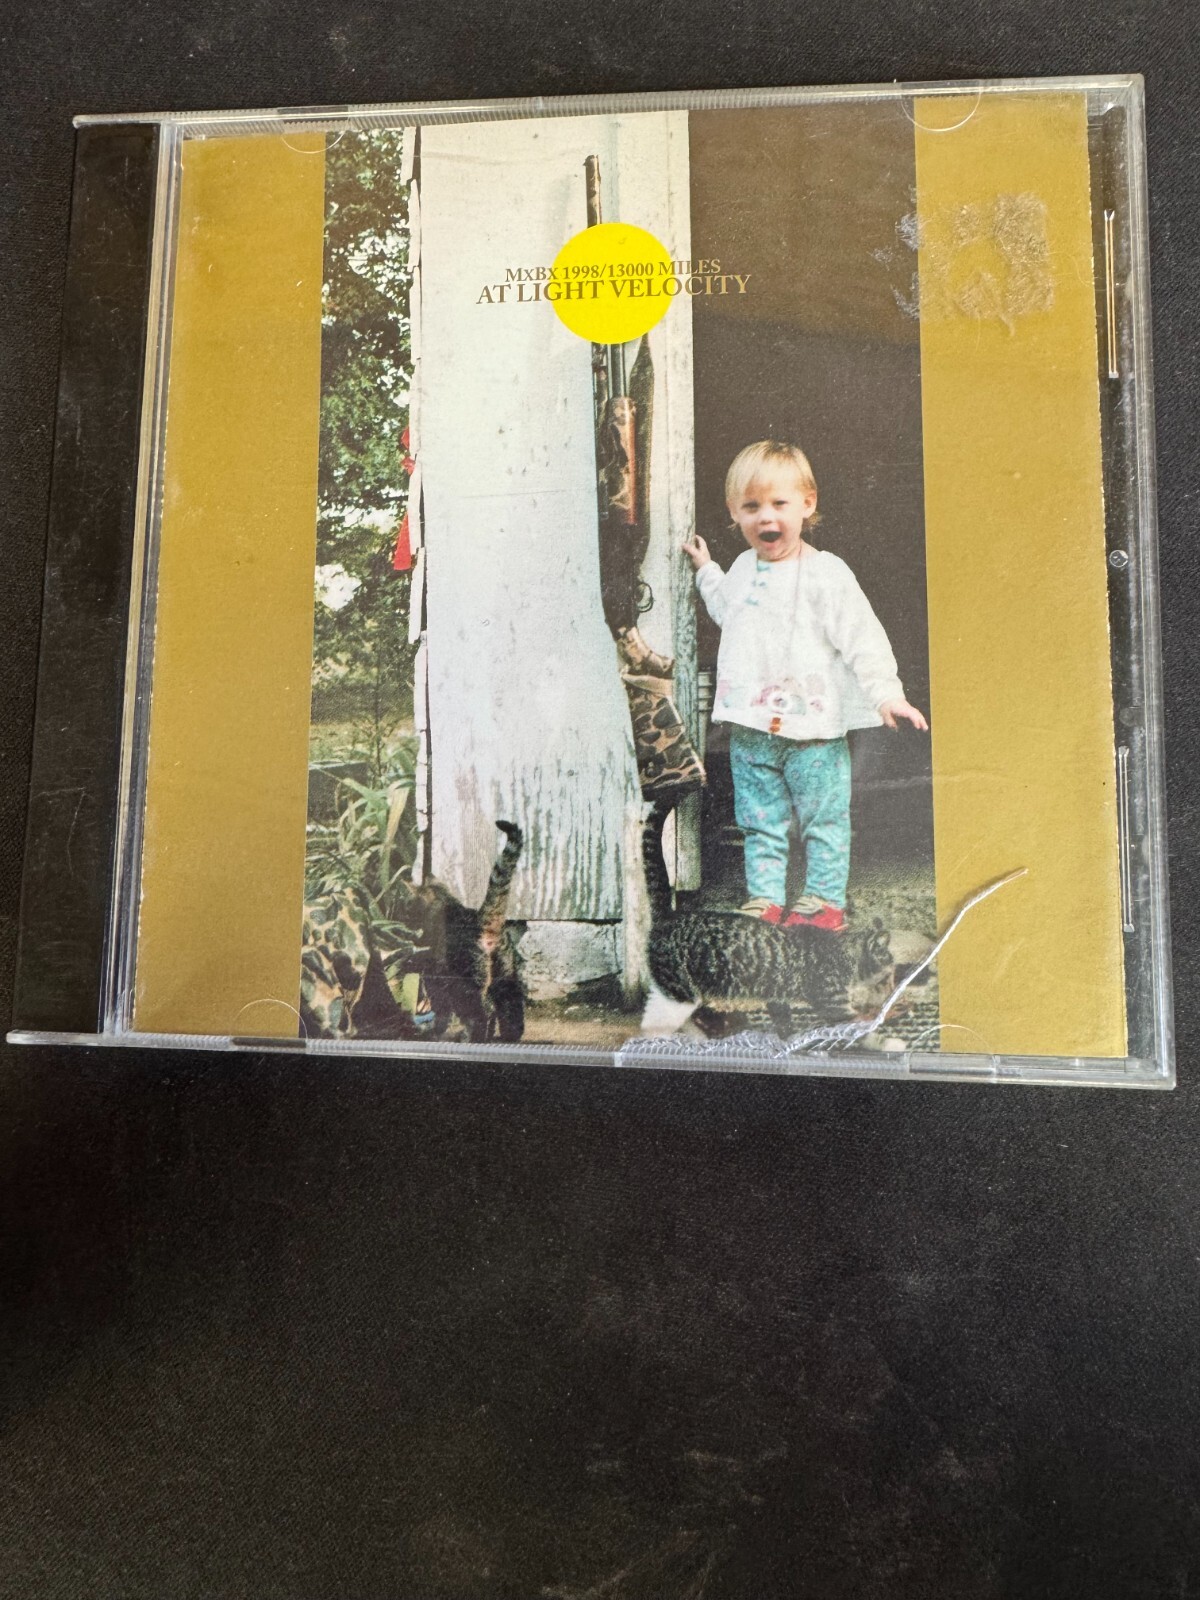 MxBx 1998/13000 MILES
AT LIGHT VELOCITY